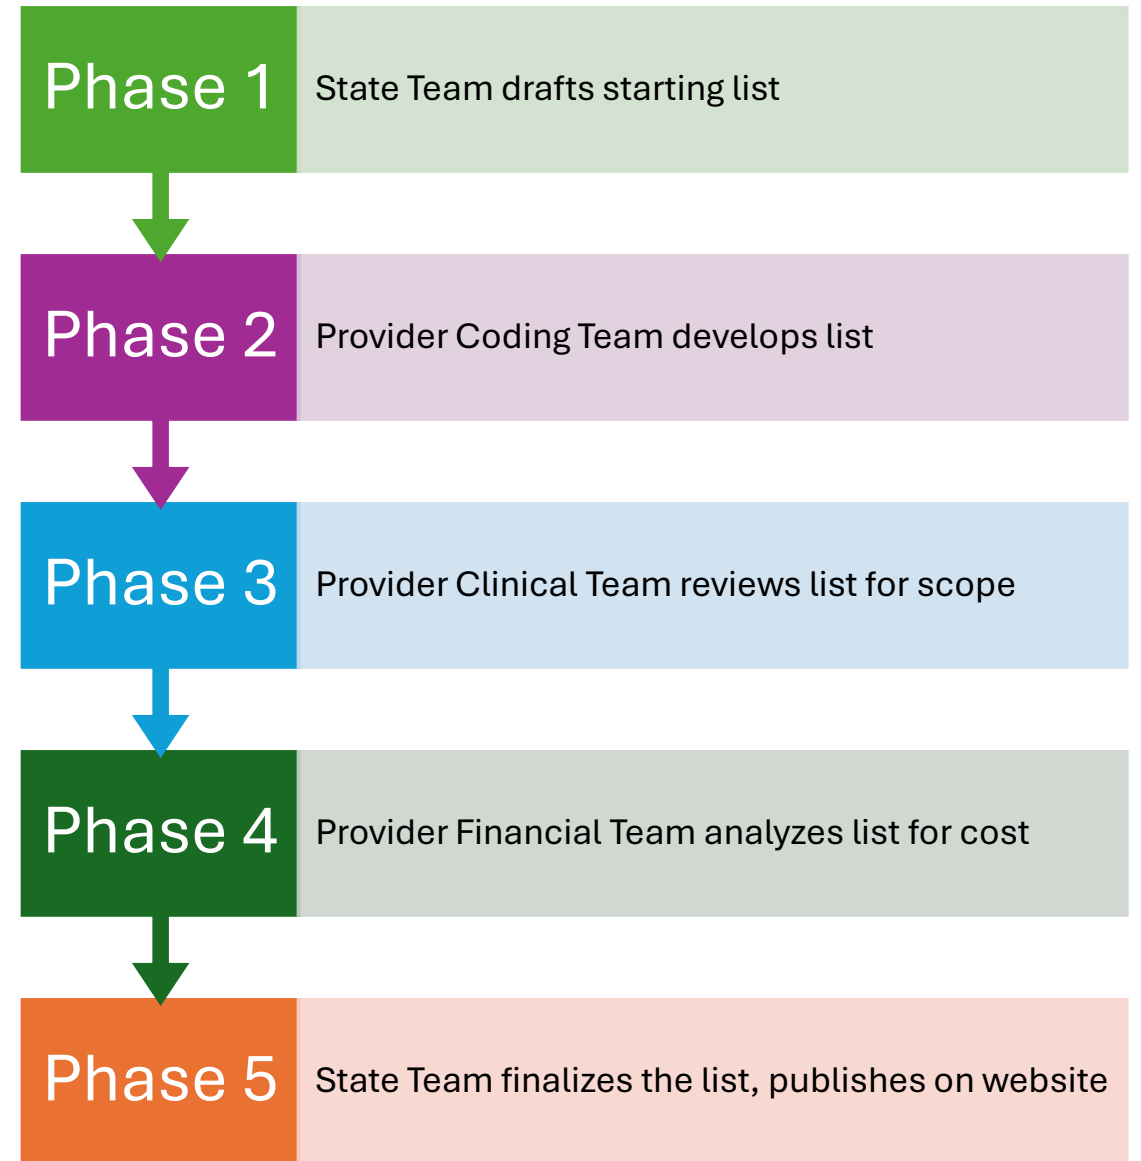 Phase 1
State Team drafts starting list
Phase 2
Provider Coding Team develops list
Phase 3
Provider Clinical Team reviews list for scope
Phase 4
Provider Financial Team analyzes list for cost
Phase 5
State Team finalizes the list, publishes on website